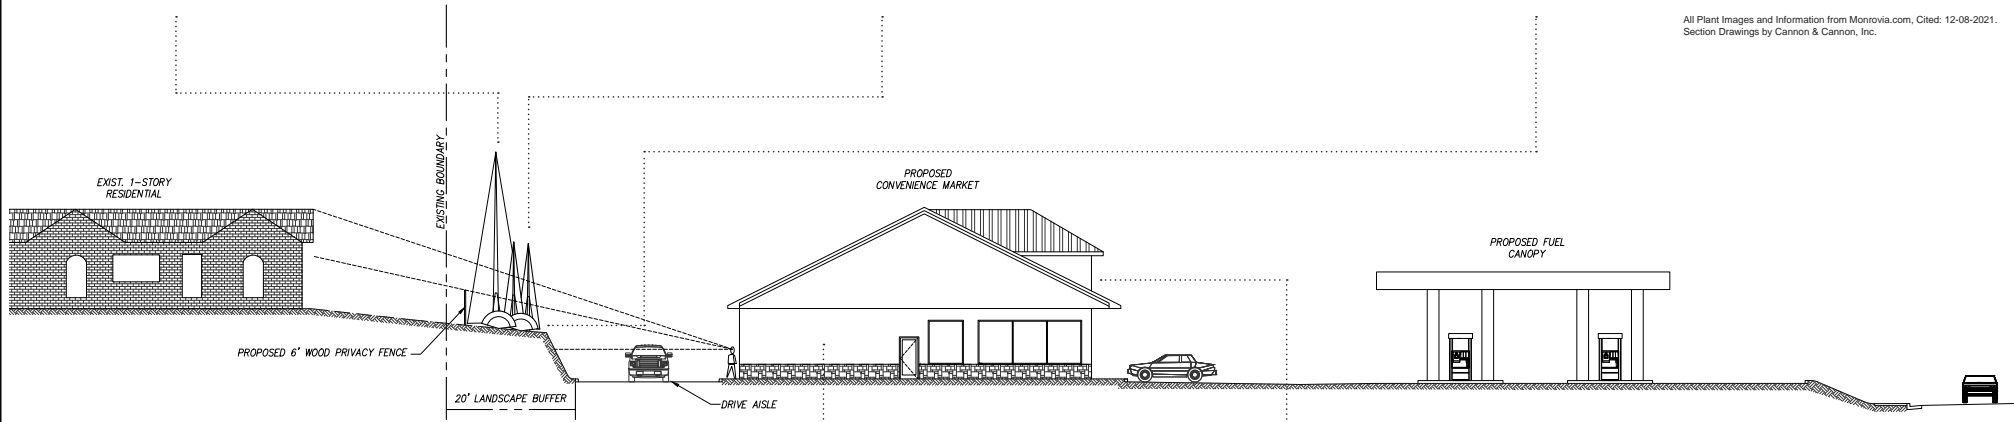 All Plant Images and Information from Monrovia.com, Cited: 12-08-2021.
Section Drawings by Cannon & Cannon, Inc.
EXIST. 1-STORY
RESIDENTIAL
EXISTING BOUNDARY
PROPOSED
CONVENIENCE MARKET
PROPOSED FUEL
CANOPY
PROPOSED 6' WOOD PRIVACY FENCE
20' LANDSCAPE BUFFER
DRIVE AISLE